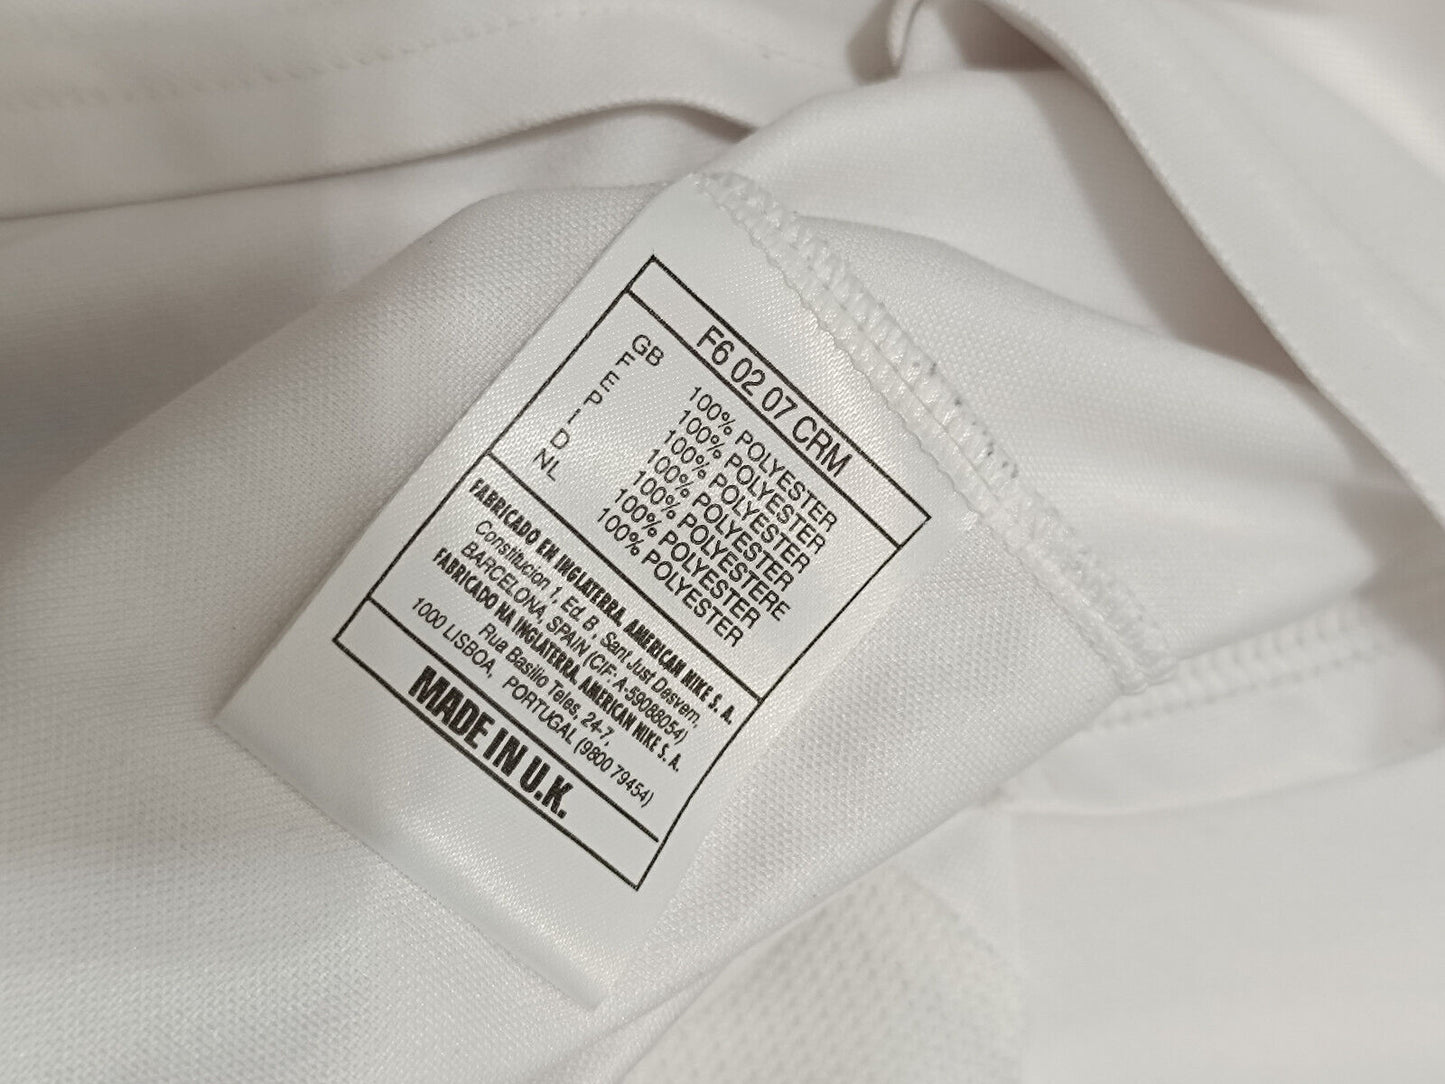 F6 02 07 CRM
GB 100% POLYESTER
F 100% POLYESTER
E 100% POLYESTER
P 100% POLYESTER
I 100% POLYESTERE
D 100% POLYESTER
NL 100% POLYESTER
FABRICADO EN INGLATERRA, AMERICAN NIKE S. A.
Constitucion 1, Ed. B , Sant Just Desvern,
BARCELONA, SPAIN (CIF: A-59088054)
FABRICADO NA INGLATERRA, AMERICAN NIKE S. A.
Rua Basilio Teles, 24-7,
1000 LISBOA, PORTUGAL (9800 79454)
MADE IN U.K.